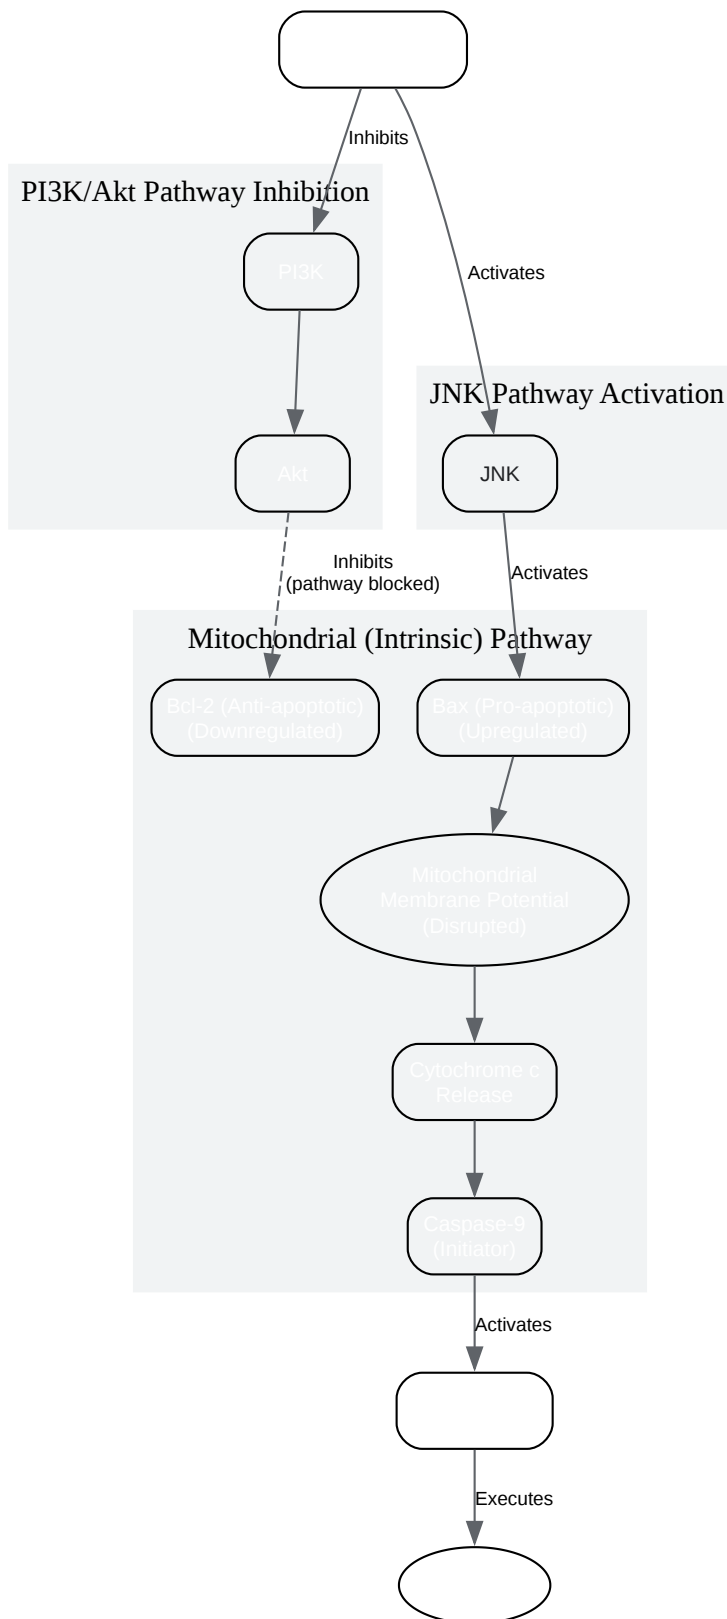 Inhibits
PI3K/Akt Pathway Inhibition
PI3K
Activates
JNK Pathway Activation
Akt
JNK
Inhibits
(pathway blocked)
Activates
Mitochondrial (Intrinsic) Pathway
Bcl-2 (Anti-apoptotic)
(Downregulated)
Bax (Pro-apoptotic)
(Upregulated)
Mitochondrial
Membrane Potential
(Disrupted)
Cytochrome c
Release
Caspase-9
(Initiator)
Activates
Executes